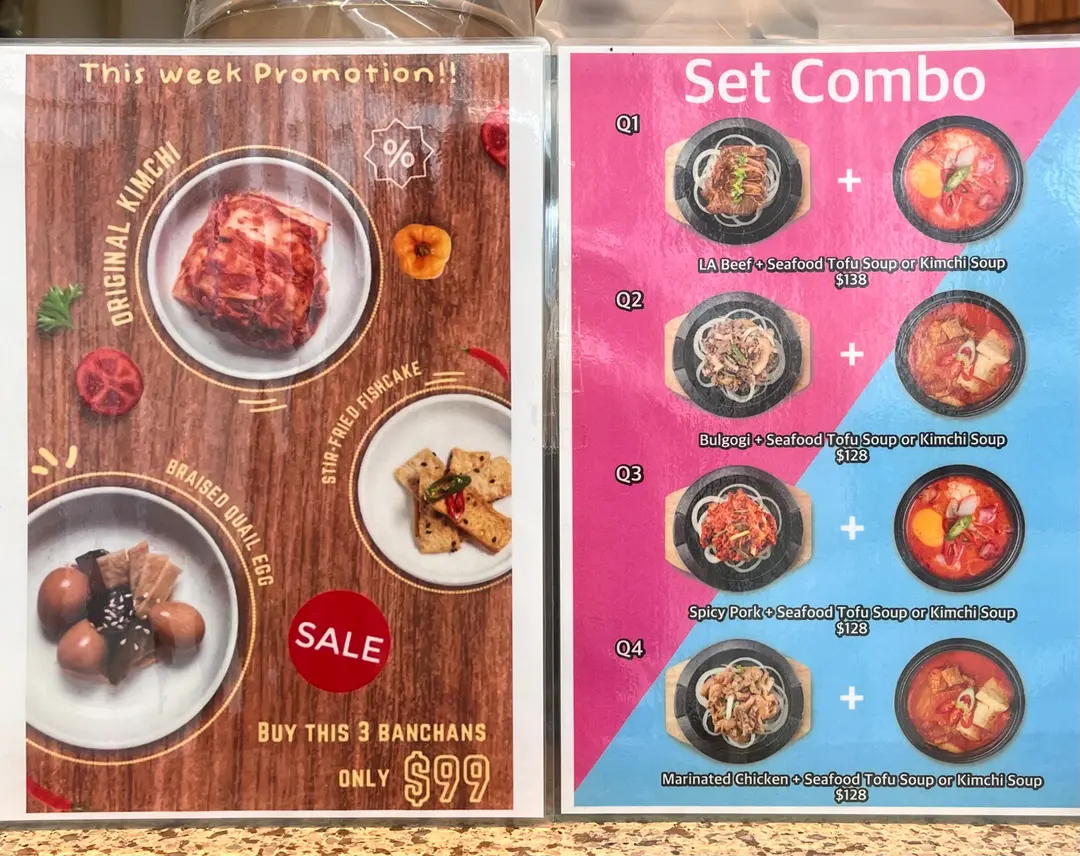 This week Promotion!!
%
ORIGINAL KIMCHI
STIR-FRIED FISHCAKE
BRAISED QUAIL EGG
SALE
BUY THIS 3 BANCHANS
ONLY $99
Set Combo
Q1
+
LA Beef + Seafood Tofu Soup or Kimchi Soup
$138
Q2
+
Bulgogi + Seafood Tofu Soup or Kimchi Soup
$128
Q3
+
Spicy Pork + Seafood Tofu Soup or Kimchi Soup
$128
Q4
+
Marinated Chicken + Seafood Tofu Soup or Kimchi Soup
$128